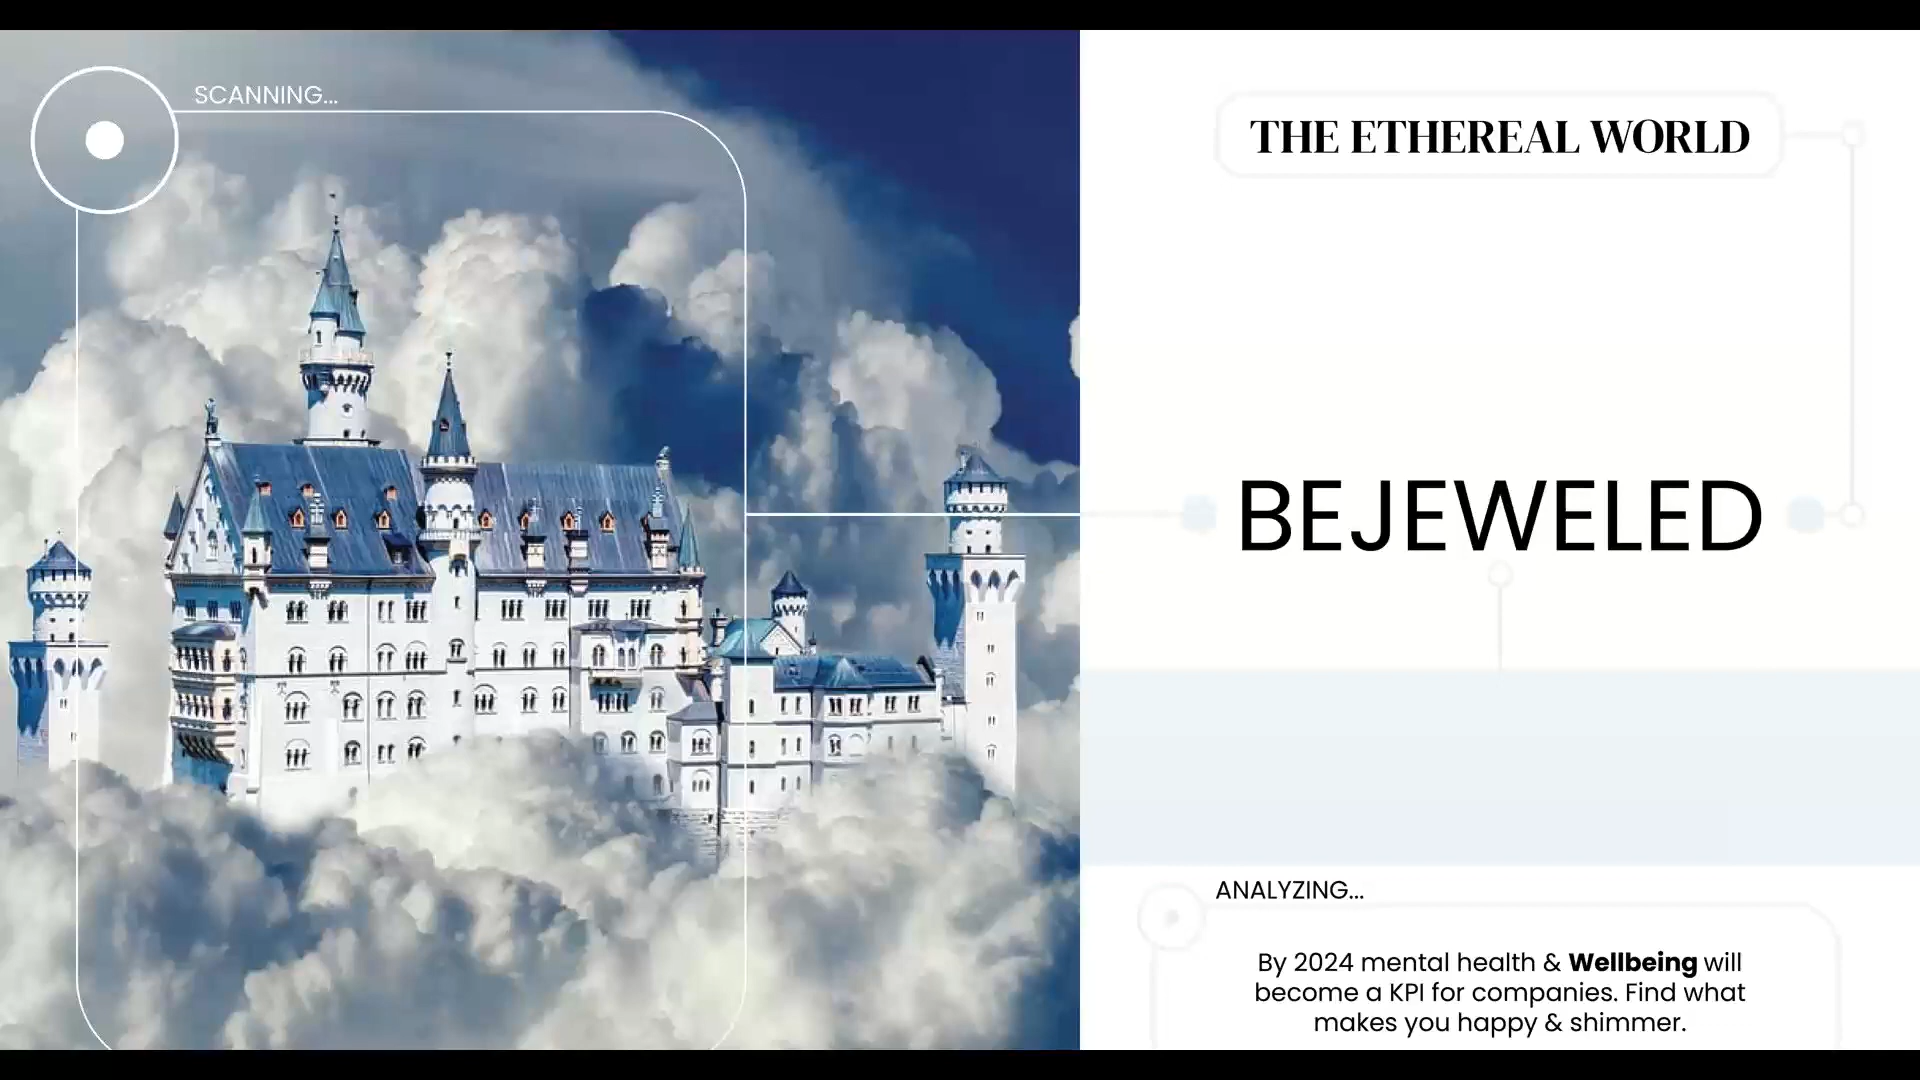 SCANNING...
THE ETHEREAL WORLD
BEJEWELED
ANALYZING...
By 2024 mental health & Wellbeing will
become a KPI for companies. Find what
makes you happy & shimmer.